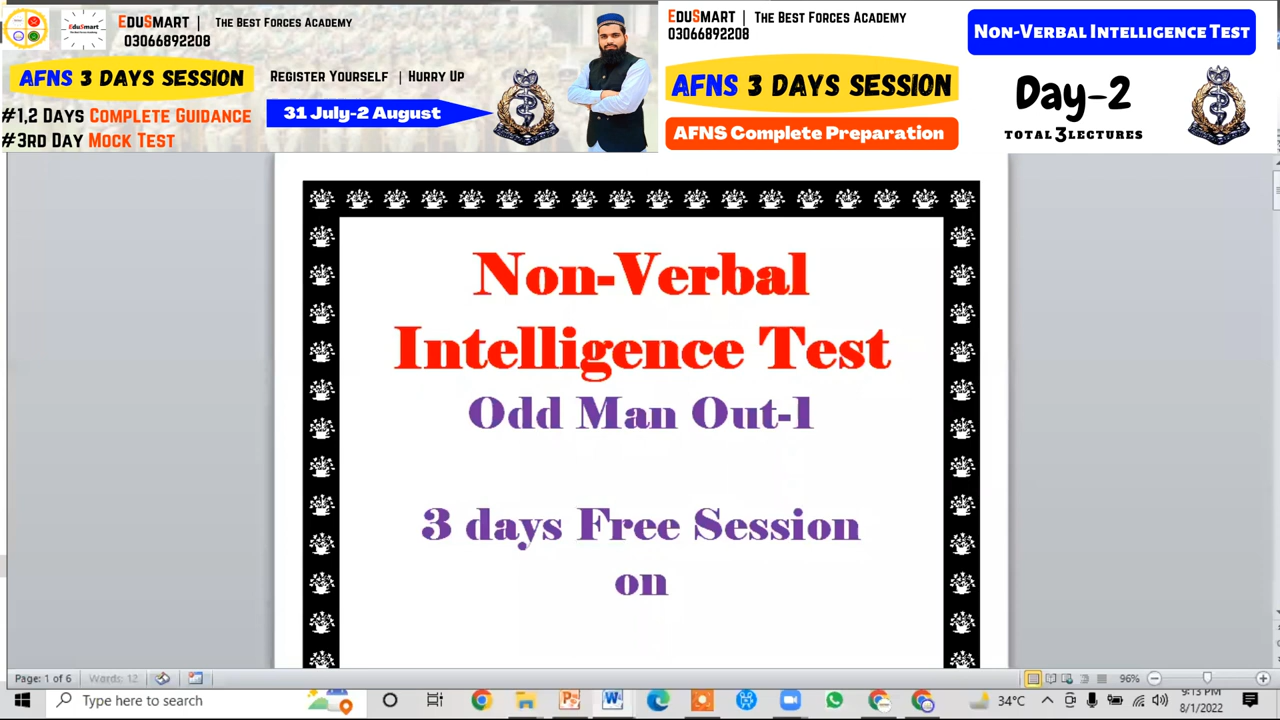 EduSmart | The Best Forces Academy
03066892208
EduSmart
AFNS 3 DAYS SESSION
Register Yourself | Hurry Up
31 July-2 August
#1,2 Days Complete Guidance
#3rd Day Mock Test
EduSmart | The Best Forces Academy
03066892208
AFNS 3 DAYS SESSION
AFNS Complete Preparation
Non-Verbal Intelligence Test
Day-2
TOTAL 3 LECTURES
Non-Verbal
Intelligence Test
Odd Man Out-1
3 days Free Session
on
Page: 1 of 6
Words: 12
96%
Type here to search
34°C
9:13 PM
8/1/2022